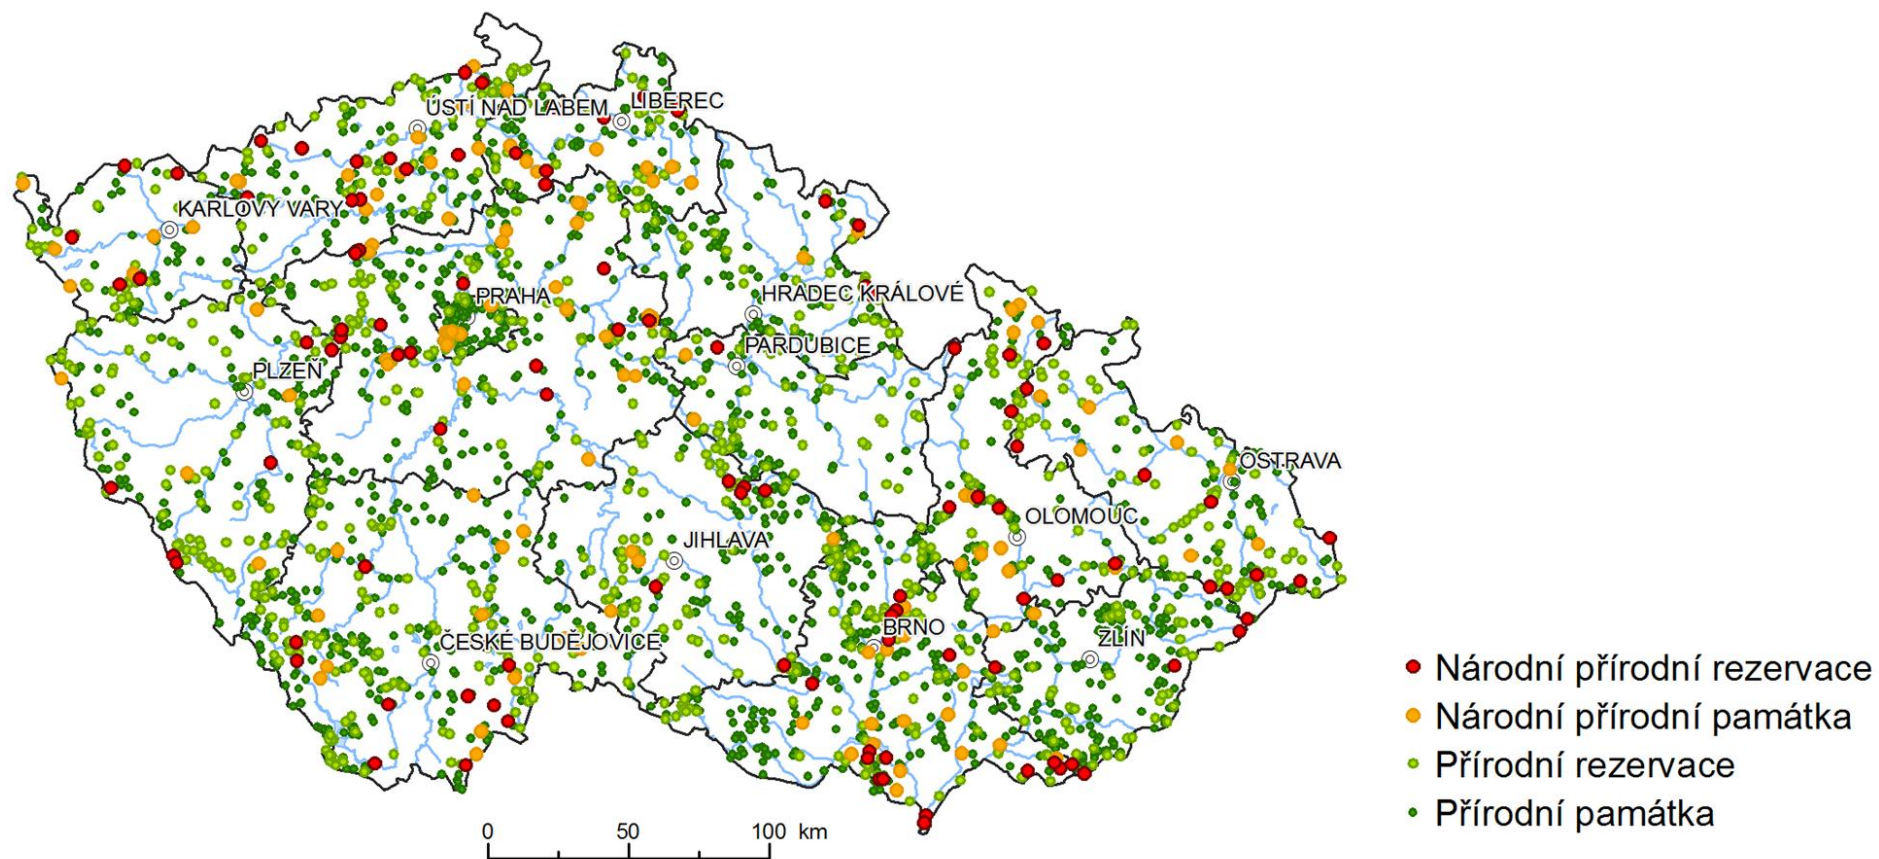 ÚSTÍ NAD LABEM
LIBEREC
KARLOVY VARY
PRAHA
HRADEC KRÁLOVÉ
PARDUBICE
PLZEŇ
OSTRAVA
OLOMOUC
JIHLAVA
BRNO
ČESKÉ BUDĚJOVICE
ZLÍN
Národní přírodní rezervace
Národní přírodní památka
Přírodní rezervace
Přírodní památka
0 50 100 km